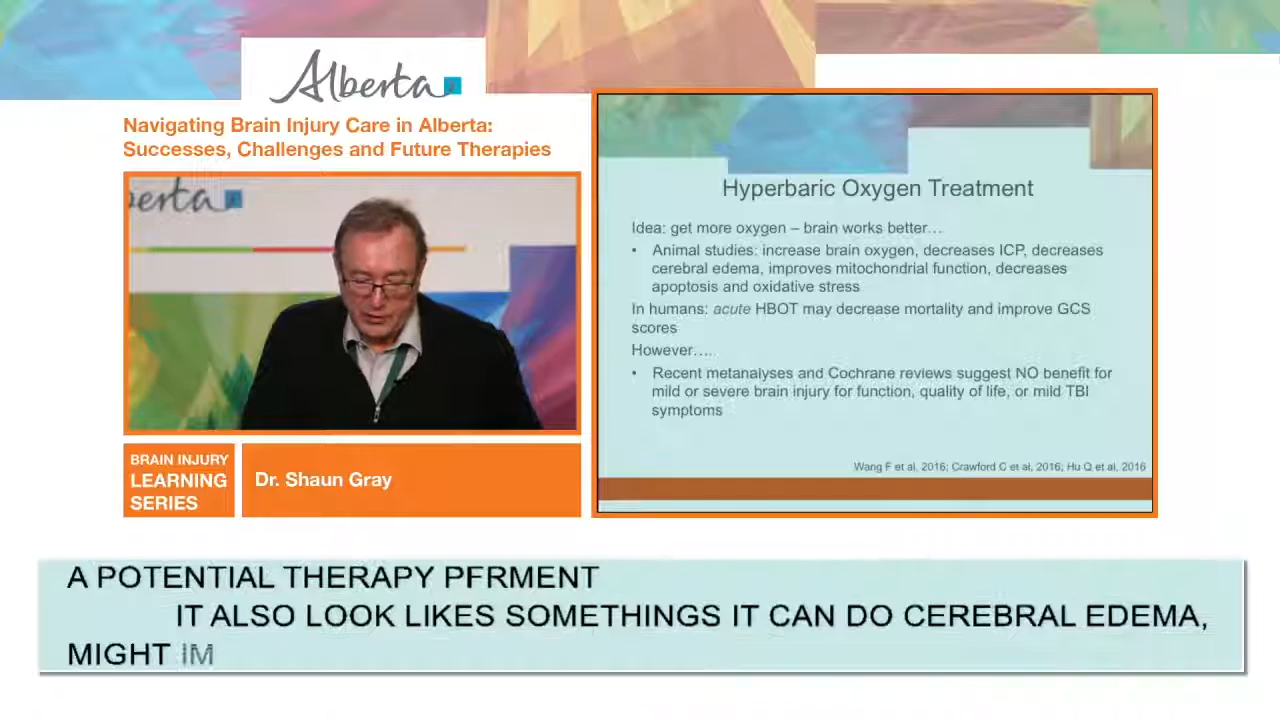 Alberta
Navigating Brain Injury Care in Alberta:
Successes, Challenges and Future Therapies
berta
BRAIN INJURY
LEARNING
SERIES
Dr. Shaun Gray
Hyperbaric Oxygen Treatment
Idea: get more oxygen – brain works better…
• Animal studies: increase brain oxygen, decreases ICP, decreases
cerebral edema, improves mitochondrial function, decreases
apoptosis and oxidative stress
In humans: acute HBOT may decrease mortality and improve GCS
scores
However….
• Recent metanalyses and Cochrane reviews suggest NO benefit for
mild or severe brain injury for function, quality of life, or mild TBI
symptoms
Wang F et al, 2016; Crawford C et al, 2016; Hu Q et al, 2016
A POTENTIAL THERAPY PFRMENT
IT ALSO LOOK LIKES SOMETHINGS IT CAN DO CEREBRAL EDEMA,
MIGHT IM